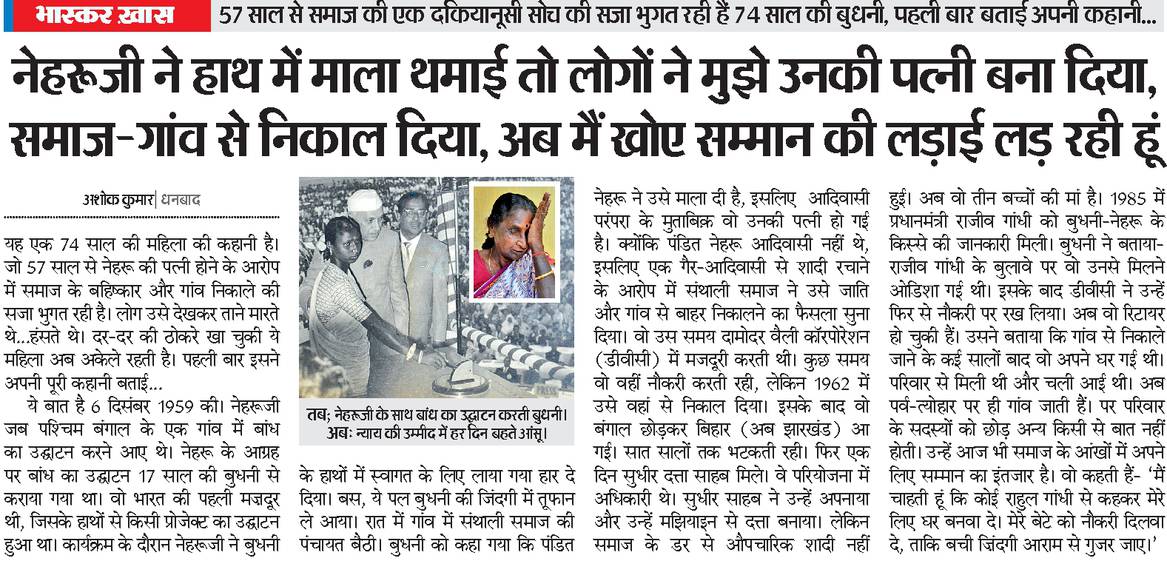 भास्कर ख़ास
57 साल से समाज की एक दकियानूसी सोच की सजा भुगत रही हैं 74 साल की बुधनी, पहली बार बताई अपनी कहानी...
नेहरूजी ने हाथ में माला थमाई तो लोगों ने मुझे उनकी पत्नी बना दिया,
समाज-गांव से निकाल दिया, अब मैं खोए सम्मान की लड़ाई लड़ रही हूं
अशोक कुमार| धनबाद
यह एक 74 साल की महिला की कहानी है।
जो 57 साल से नेहरू की पत्नी होने के आरोप
में समाज के बहिष्कार और गांव निकाले की
सजा भुगत रही है। लोग उसे देखकर ताने मारते
थे...हंसते थे। दर-दर की ठोकरे खा चुकी ये
महिला अब अकेले रहती है। पहली बार इसने
अपनी पूरी कहानी बताई...
ये बात है 6 दिसंबर 1959 की। नेहरूजी
जब पश्चिम बंगाल के एक गांव में बांध
का उद्घाटन करने आए थे। नेहरू के आग्रह
पर बांध का उद्घाटन 17 साल की बुधनी से
कराया गया था। वो भारत की पहली मजदूर
थी, जिसके हाथों से किसी प्रोजेक्ट का उद्घाटन
हुआ था। कार्यक्रम के दौरान नेहरूजी ने बुधनी
तब; नेहरूजी के साथ बांध का उद्घाटन करती बुधनी।
अबः न्याय की उम्मीद में हर दिन बहते आंसू।
के हाथों में स्वागत के लिए लाया गया हार दे
दिया। बस, ये पल बुधनी की जिंदगी में तूफान
ले आया। रात में गांव में संथाली समाज की
पंचायत बैठी। बुधनी को कहा गया कि पंडित
नेहरू ने उसे माला दी है, इसलिए आदिवासी
परंपरा के मुताबिक़ वो उनकी पत्नी हो गई
है। क्योंकि पंडित नेहरू आदिवासी नहीं थे,
इसलिए एक गैर-आदिवासी से शादी रचाने
के आरोप में संथाली समाज ने उसे जाति
और गांव से बाहर निकालने का फैसला सुना
दिया। वो उस समय दामोदर वैली कॉरपोरेशन
(डीवीसी) में मजदूरी करती थी। कुछ समय
वो वहीं नौकरी करती रही, लेकिन 1962 में
उसे वहां से निकाल दिया। इसके बाद वो
बंगाल छोड़कर बिहार (अब झारखंड) आ
गई। सात सालों तक भटकती रही। फिर एक
दिन सुधीर दत्ता साहब मिले। वे परियोजना में
अधिकारी थे। सुधीर साहब ने उन्हें अपनाया
और उन्हें मझियाइन से दत्ता बनाया। लेकिन
समाज के डर से औपचारिक शादी नहीं
हुई। अब वो तीन बच्चों की मां है। 1985 में
प्रधानमंत्री राजीव गांधी को बुधनी-नेहरू के
किस्से की जानकारी मिली। बुधनी ने बताया-
राजीव गांधी के बुलावे पर वो उनसे मिलने
ओडिशा गई थी। इसके बाद डीवीसी ने उन्हें
फिर से नौकरी पर रख लिया। अब वो रिटायर
हो चुकी हैं। उसने बताया कि गांव से निकाले
जाने के कई सालों बाद वो अपने घर गई थी।
परिवार से मिली थी और चली आई थी। अब
पर्व-त्योहार पर ही गांव जाती हैं। पर परिवार
के सदस्यों को छोड़ अन्य किसी से बात नहीं
होती। उन्हें आज भी समाज के आंखों में अपने
लिए सम्मान का इंतजार है। वो कहती हैं- ‘मैं
चाहती हूं कि कोई राहुल गांधी से कहकर मेरे
लिए घर बनवा दे। मेरे बेटे को नौकरी दिलवा
दे, ताकि बची ज़िंदगी आराम से गुजर जाए।’